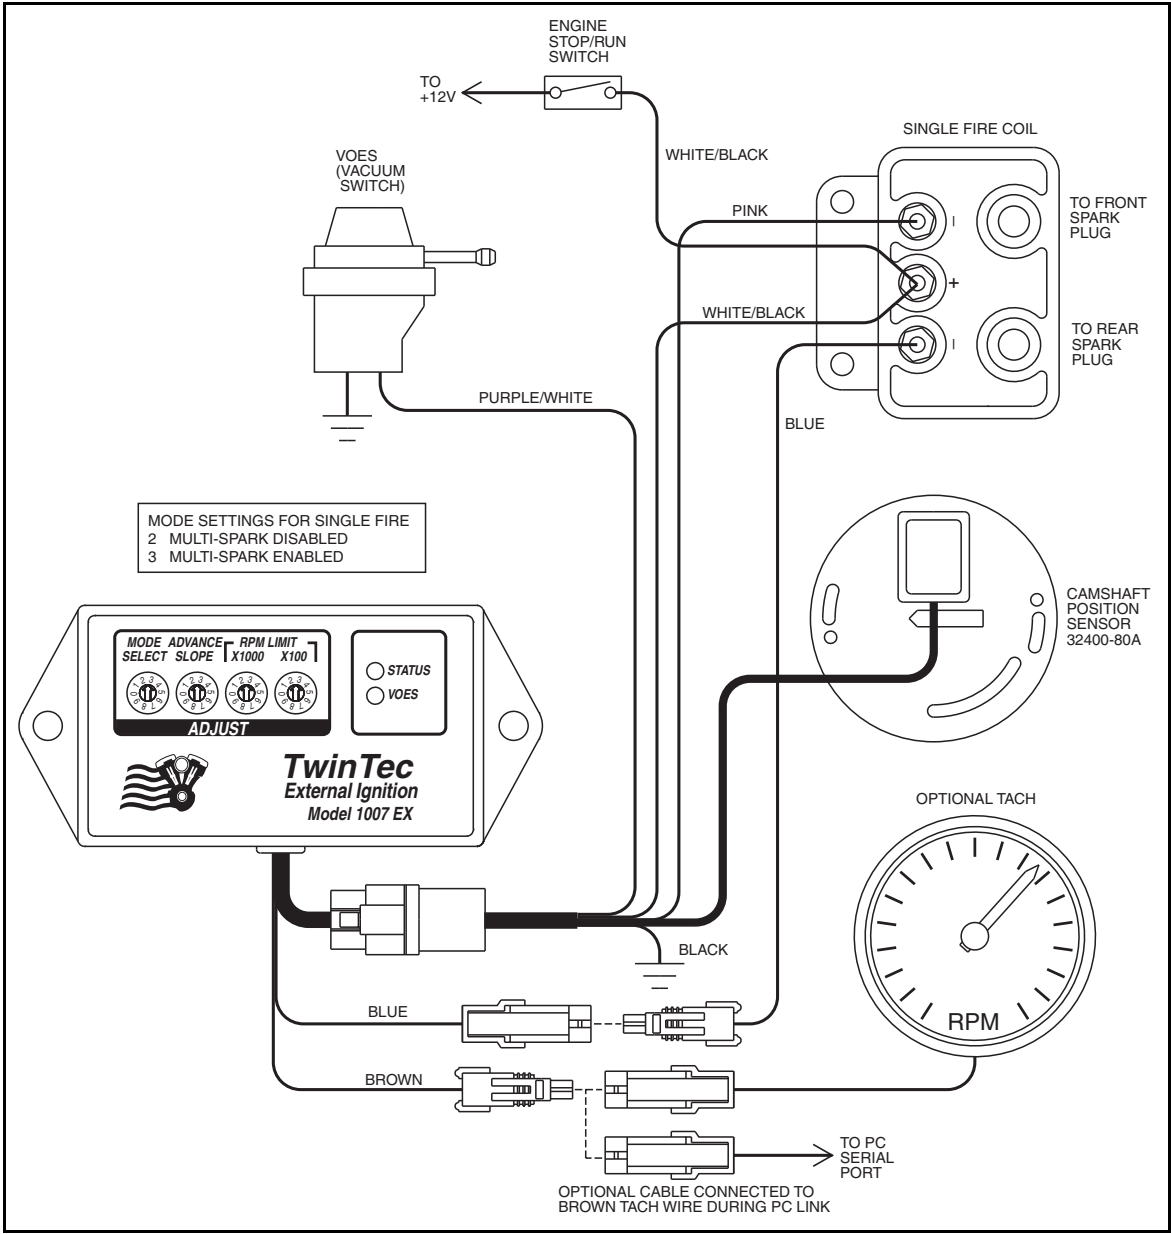 ENGINE
STOP/RUN
SWITCH
TO
+12V
WHITE/BLACK
SINGLE FIRE COIL
VOES
(VACUUM
SWITCH)
PINK
TO FRONT
SPARK
PLUG
+
WHITE/BLACK
TO REAR
SPARK
PLUG
PURPLE/WHITE
BLUE
MODE SETTINGS FOR SINGLE FIRE
2 MULTI-SPARK DISABLED
3 MULTI-SPARK ENABLED
CAMSHAFT
POSITION
SENSOR
32400-80A
MODE
SELECT
ADVANCE
SLOPE
RPM LIMIT
X1000
X100
STATUS
VOES
ADJUST
TwinTec
External Ignition
Model 1007 EX
OPTIONAL TACH
RPM
BLACK
BLUE
BROWN
TO PC
SERIAL
PORT
OPTIONAL CABLE CONNECTED TO
BROWN TACH WIRE DURING PC LINK